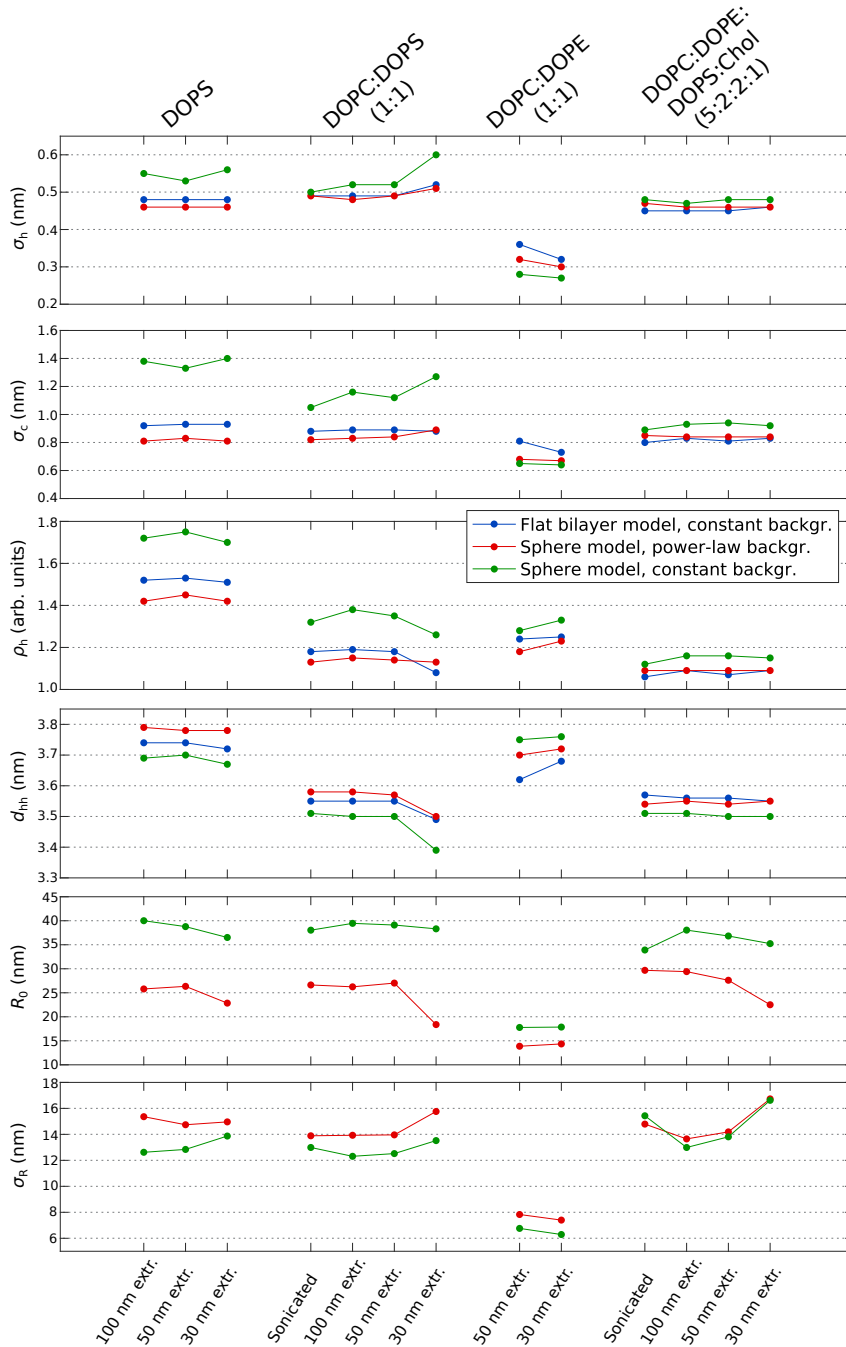 DOPS
DOPC:DOPS
(1:1)
DOPC:DOPE
(1:1)
DOPC:DOPE:
DOPS:Chol
(5:2:2:1)
σh (nm)
0.6
0.5
0.4
0.3
0.2
σc (nm)
1.6
1.4
1.2
1.0
0.8
0.6
0.4
ρh (arb. units)
1.8
1.6
1.4
1.2
1.0
Flat bilayer model, constant backgr.
Sphere model, power-law backgr.
Sphere model, constant backgr.
dhh (nm)
3.8
3.7
3.6
3.5
3.4
3.3
R0 (nm)
45
40
35
30
25
20
15
10
σR (nm)
18
16
14
12
10
8
6
100 nm extr.
50 nm extr.
30 nm extr.
Sonicated
100 nm extr.
50 nm extr.
30 nm extr.
50 nm extr.
30 nm extr.
Sonicated
100 nm extr.
50 nm extr.
30 nm extr.